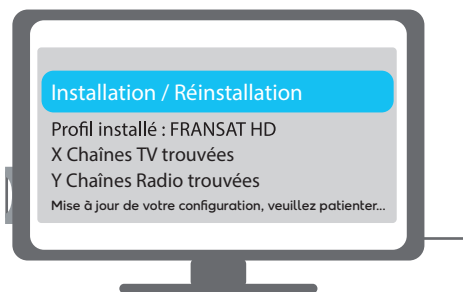 Installation / Réinstallation
Profil installé : FRANSAT HD
X Chaînes TV trouvées
Y Chaînes Radio trouvées
Mise à jour de votre configuration, veuillez patienter...